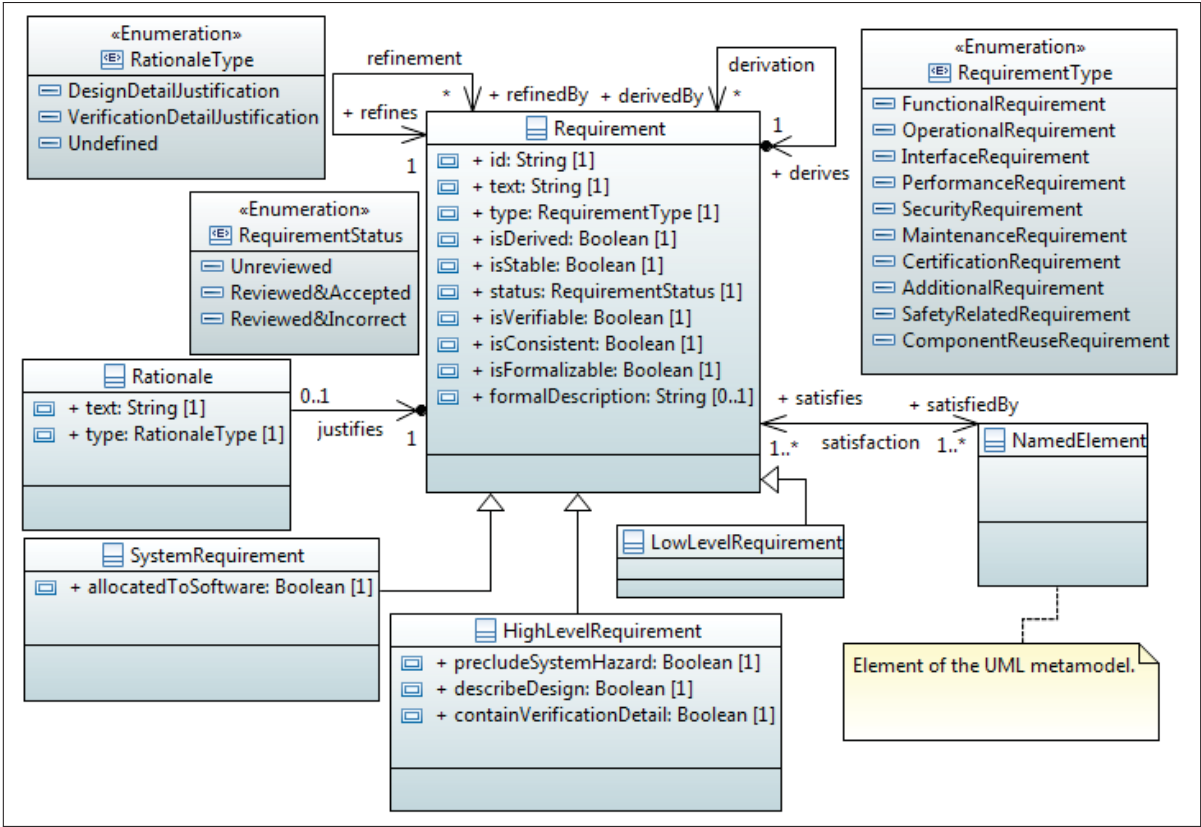 «Enumeration»
RationaleType
DesignDetailJustification
VerificationDetailJustification
Undefined
refinement
*
+ refinedBy
+ refines
1
derivation
+ derivedBy
*
1
+ derives
«Enumeration»
RequirementType
FunctionalRequirement
OperationalRequirement
InterfaceRequirement
PerformanceRequirement
SecurityRequirement
MaintenanceRequirement
CertificationRequirement
AdditionalRequirement
SafetyRelatedRequirement
ComponentReuseRequirement
Requirement
+ id: String [1]
+ text: String [1]
+ type: RequirementType [1]
+ isDerived: Boolean [1]
+ isStable: Boolean [1]
+ status: RequirementStatus [1]
+ isVerifiable: Boolean [1]
+ isConsistent: Boolean [1]
+ isFormalizable: Boolean [1]
+ formalDescription: String [0..1]
«Enumeration»
RequirementStatus
Unreviewed
Reviewed&Accepted
Reviewed&Incorrect
Rationale
+ text: String [1]
+ type: RationaleType [1]
0..1
justifies
1
+ satisfies
+ satisfiedBy
1..*
satisfaction
1..*
NamedElement
LowLevelRequirement
SystemRequirement
+ allocatedToSoftware: Boolean [1]
HighLevelRequirement
+ precludeSystemHazard: Boolean [1]
+ describeDesign: Boolean [1]
+ containVerificationDetail: Boolean [1]
Element of the UML metamodel.